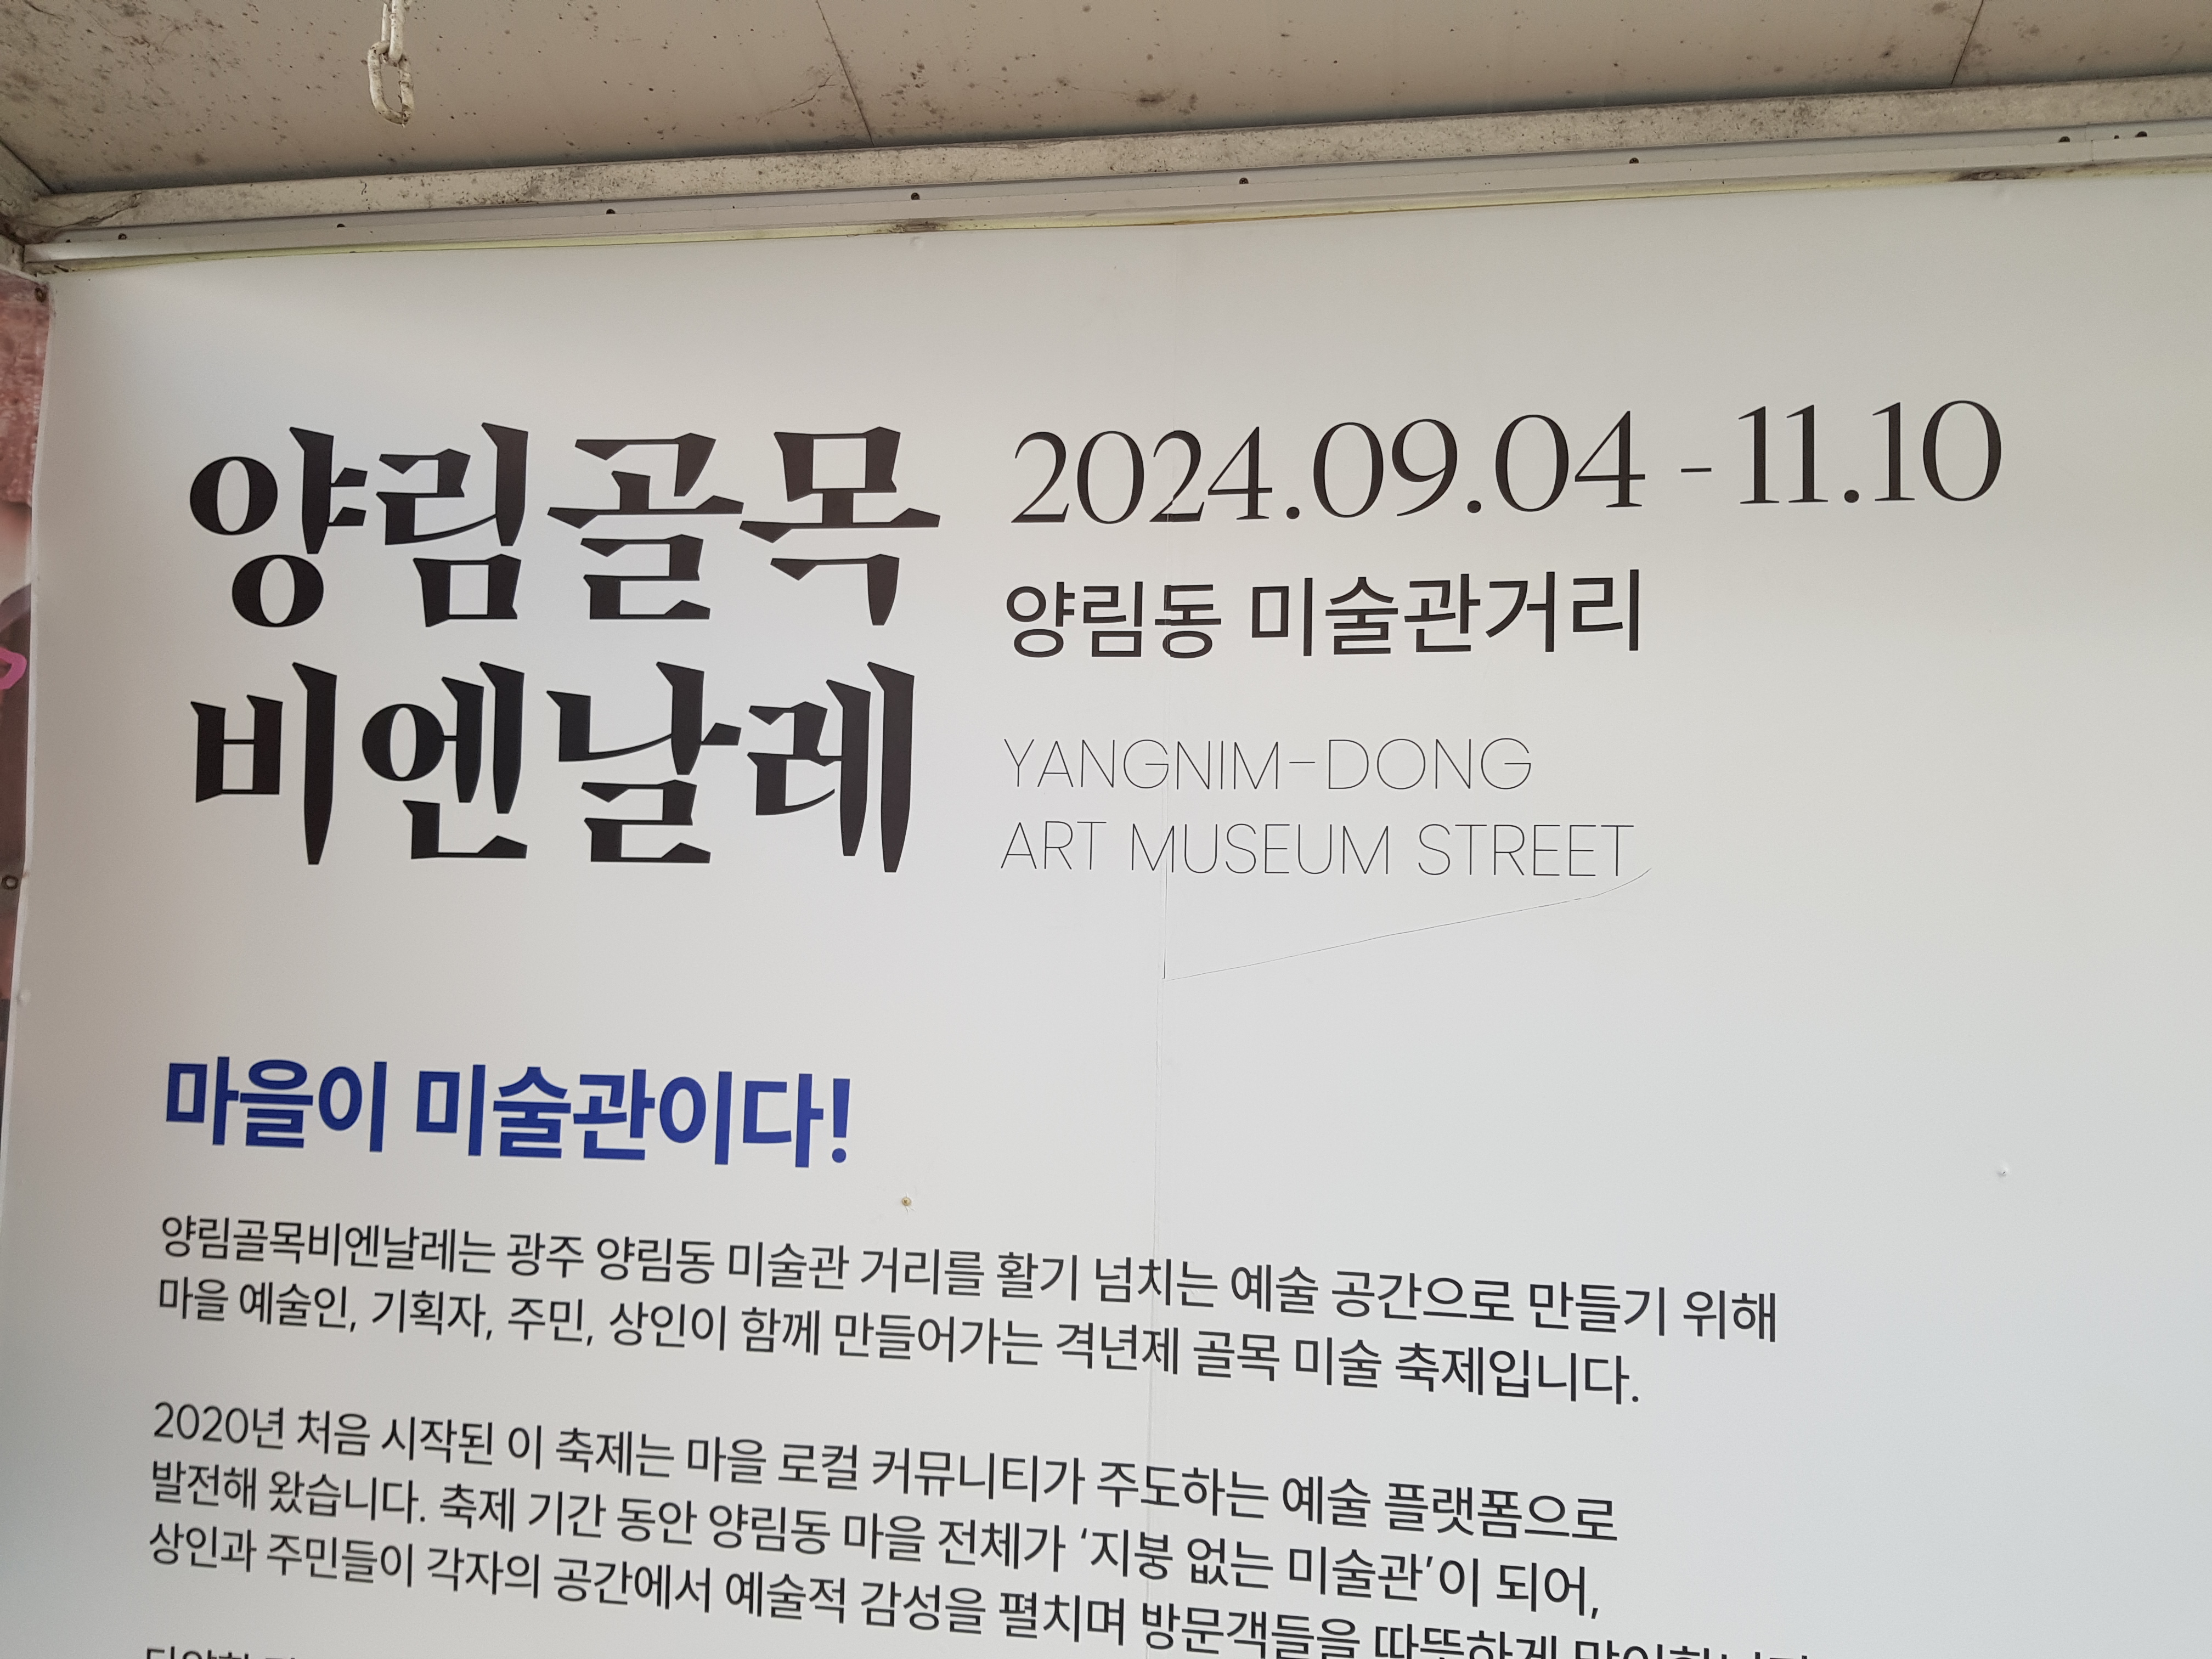 양림골목
비엔날레
2024.09.04 - 11.10
양림동 미술관거리
YANGNIM-DONG
ART MUSEUM STREET
마을이 미술관이다!
양림골목비엔날레는 광주 양림동 미술관 거리를 활기 넘치는 예술 공간으로 만들기 위해
마을 예술인, 기획자, 주민, 상인이 함께 만들어가는 격년제 골목 미술 축제입니다.
2020년 처음 시작된 이 축제는 마을 로컬 커뮤니티가 주도하는 예술 플랫폼으로
발전해 왔습니다. 축제 기간 동안 양림동 마을 전체가 ‘지붕 없는 미술관’이 되어,
상인과 주민들이 각자의 공간에서 예술적 감성을 펼치며 방문객들을 따뜻하게